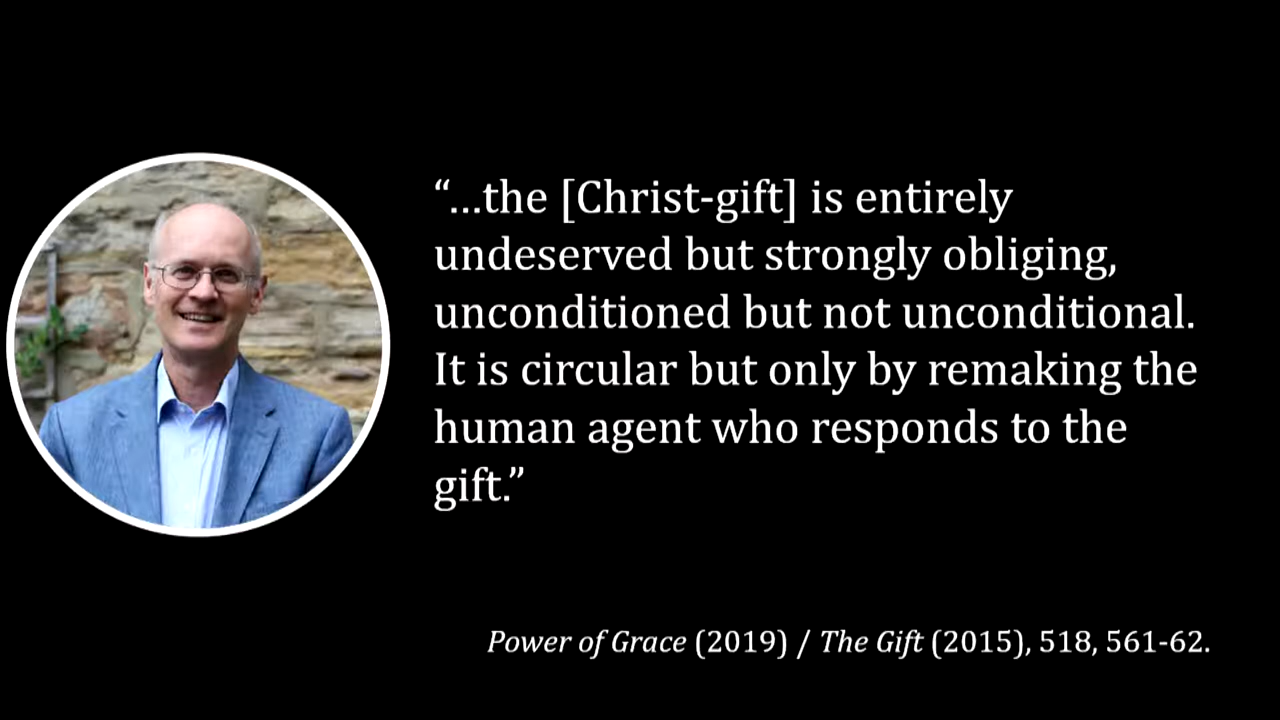 “...the [Christ-gift] is entirely
undeserved but strongly obliging,
unconditioned but not unconditional.
It is circular but only by remaking the
human agent who responds to the
gift.”
Power of Grace (2019) / The Gift (2015), 518, 561-62.